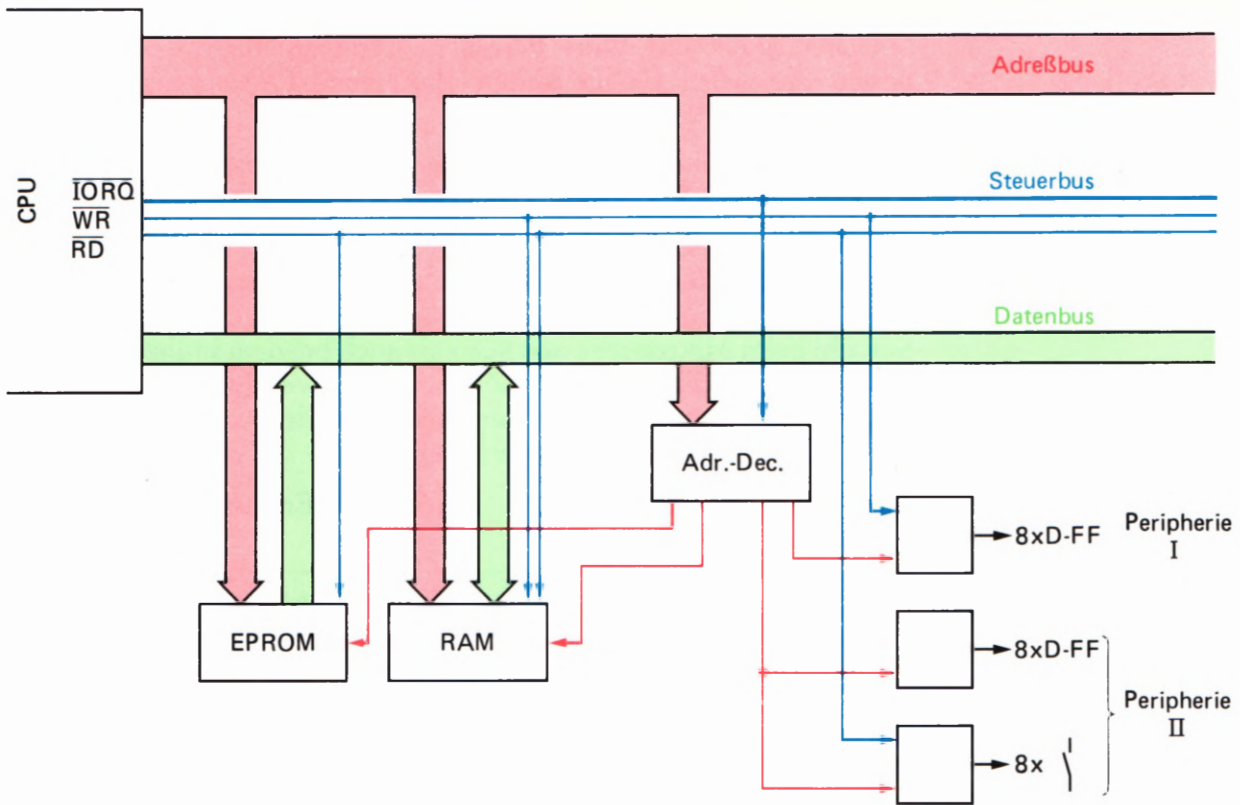 Adreßbus
CPU
IORQ
WR
RD
Steuerbus
Datenbus
Adr.-Dec.
EPROM
RAM
8xD-FF
Peripherie
I
8xD-FF
8x
Peripherie
II